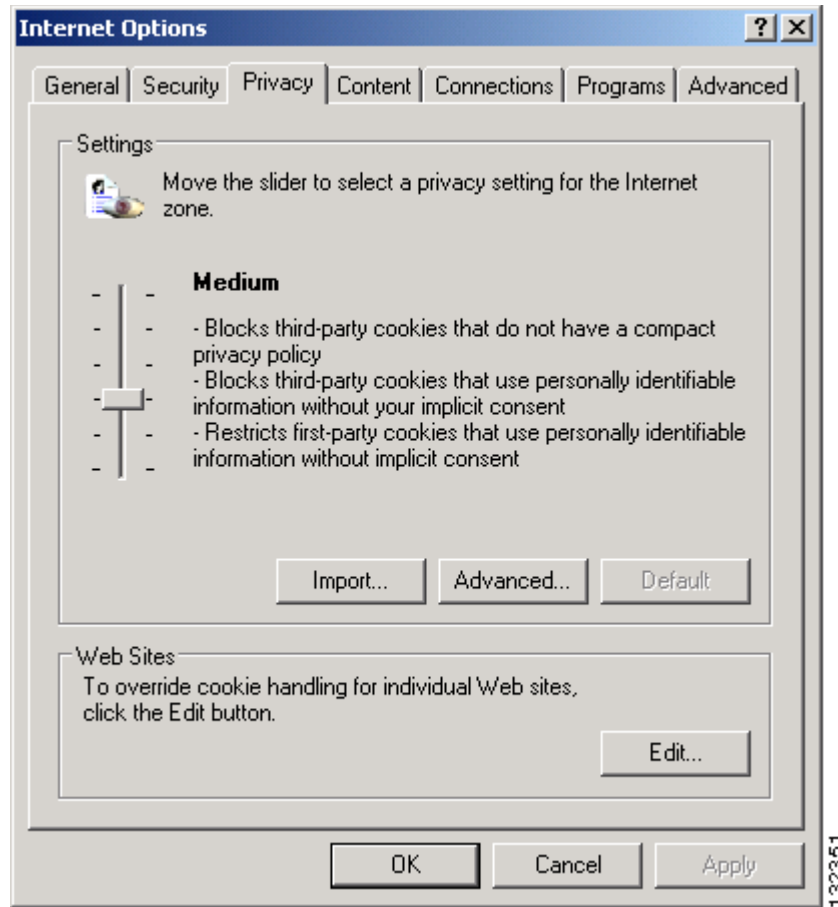 Internet Options
General Security Privacy Content Connections Programs Advanced
Settings
Move the slider to select a privacy setting for the Internet
zone.
Medium
- Blocks third-party cookies that do not have a compact
privacy policy
- Blocks third-party cookies that use personally identifiable
information without your implicit consent
- Restricts first-party cookies that use personally identifiable
information without implicit consent
Import... Advanced... Default
Web Sites
To override cookie handling for individual Web sites,
click the Edit button.
Edit...
OK Cancel Apply
132351